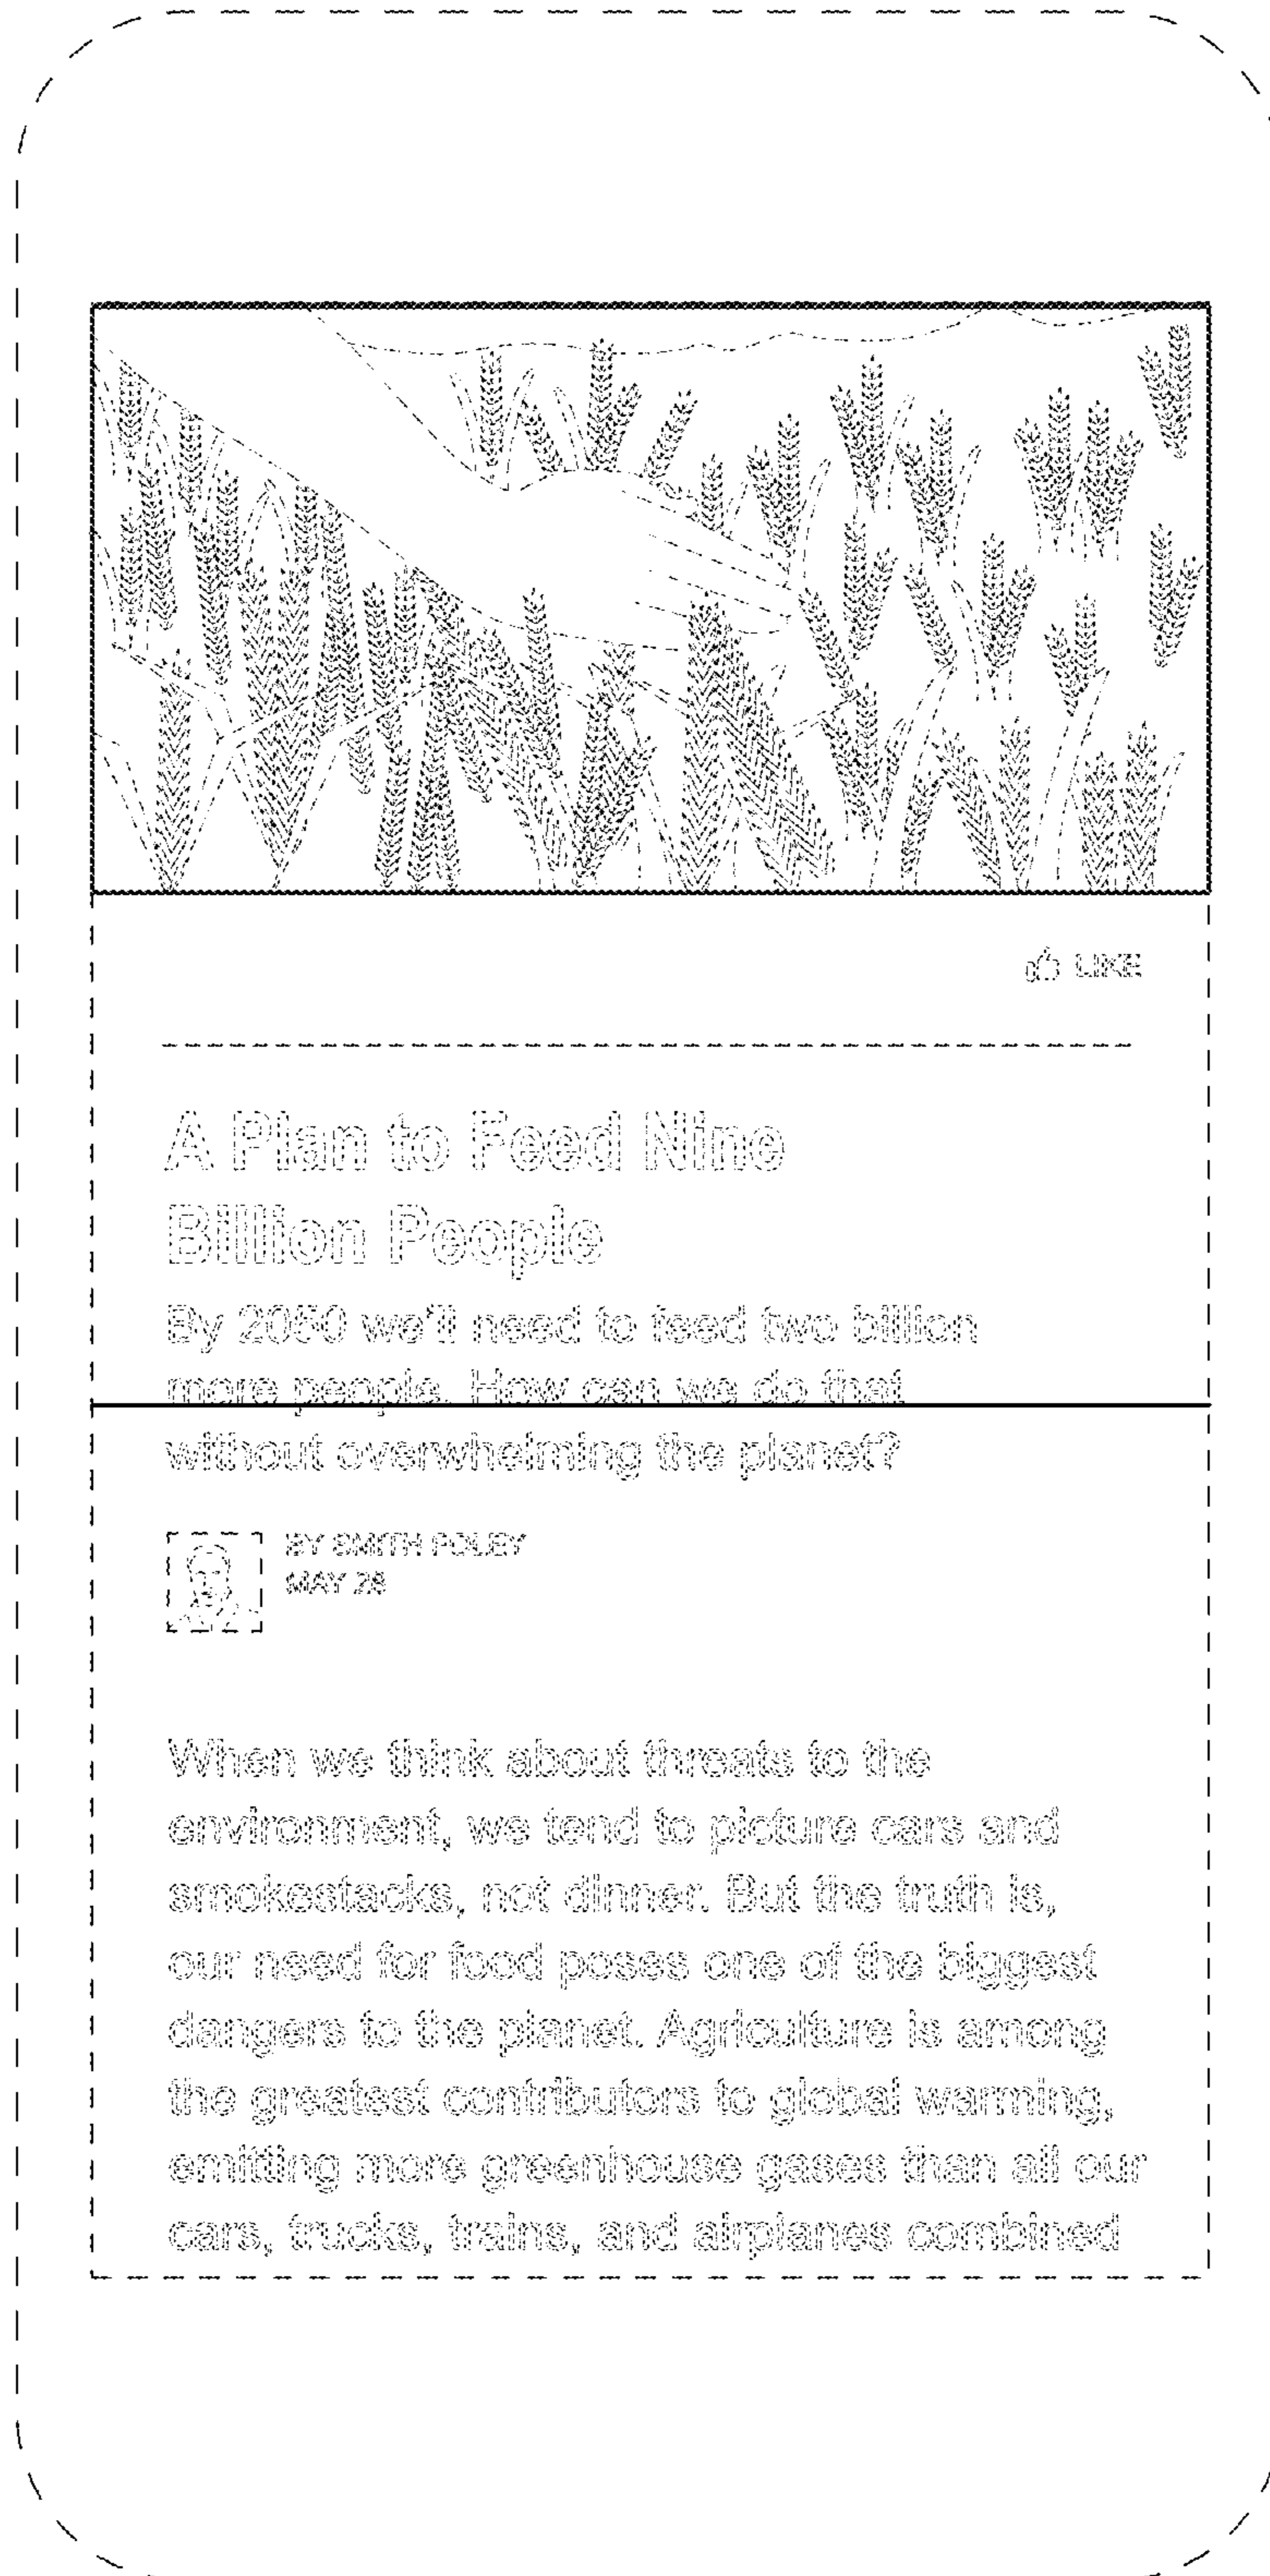 LIKE
A Plan to Feed Nine
Billion People
By 2050 we'll need to feed two billion
more people. How can we do that
without overwhelming the planet?
BY SMITH FOLEY
MAY 28
When we think about threats to the
environment, we tend to picture cars and
smokestacks, not dinner. But the truth is,
our need for food poses one of the biggest
dangers to the planet. Agriculture is among
the greatest contributors to global warming,
emitting more greenhouse gases than all our
cars, trucks, trains, and airplanes combined